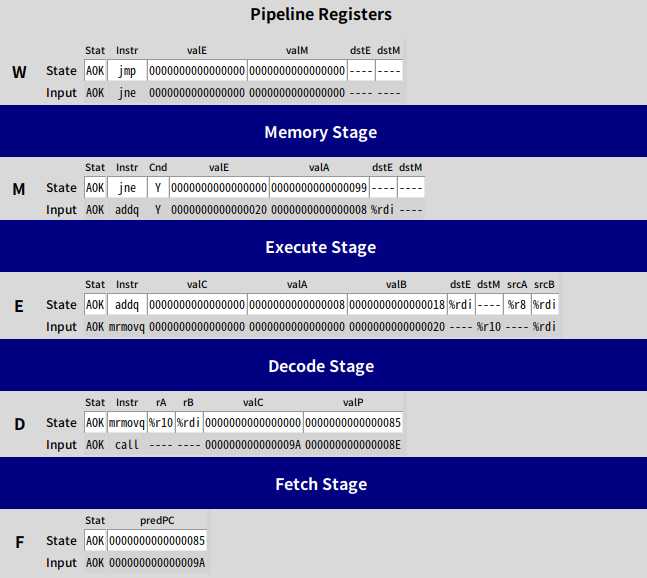 Pipeline Registers
Stat Instr valE valM dstE dstM
W State AOK jmp 0000000000000000 0000000000000000 ---- ----
Input AOK jne 0000000000000000 0000000000000000 ---- ----
Memory Stage
Stat Instr Cnd valE valA dstE dstM
M State AOK jne Y 0000000000000000 0000000000000099 ---- ----
Input AOK addq Y 0000000000000020 0000000000000008 %rdi ----
Execute Stage
Stat Instr valC valA valB dstE dstM srcA srcB
E State AOK addq 0000000000000000 0000000000000008 0000000000000018 %rdi ---- %r8 %rdi
Input AOK mrmovq 0000000000000000 0000000000000000 0000000000000020 ---- %r10 ---- %rdi
Decode Stage
Stat Instr rA rB valC valP
D State AOK mrmovq %r10 %rdi 0000000000000000 0000000000000085
Input AOK call ---- ---- 000000000000009A 000000000000008E
Fetch Stage
Stat predPC
F State AOK 0000000000000085
Input AOK 000000000000009A